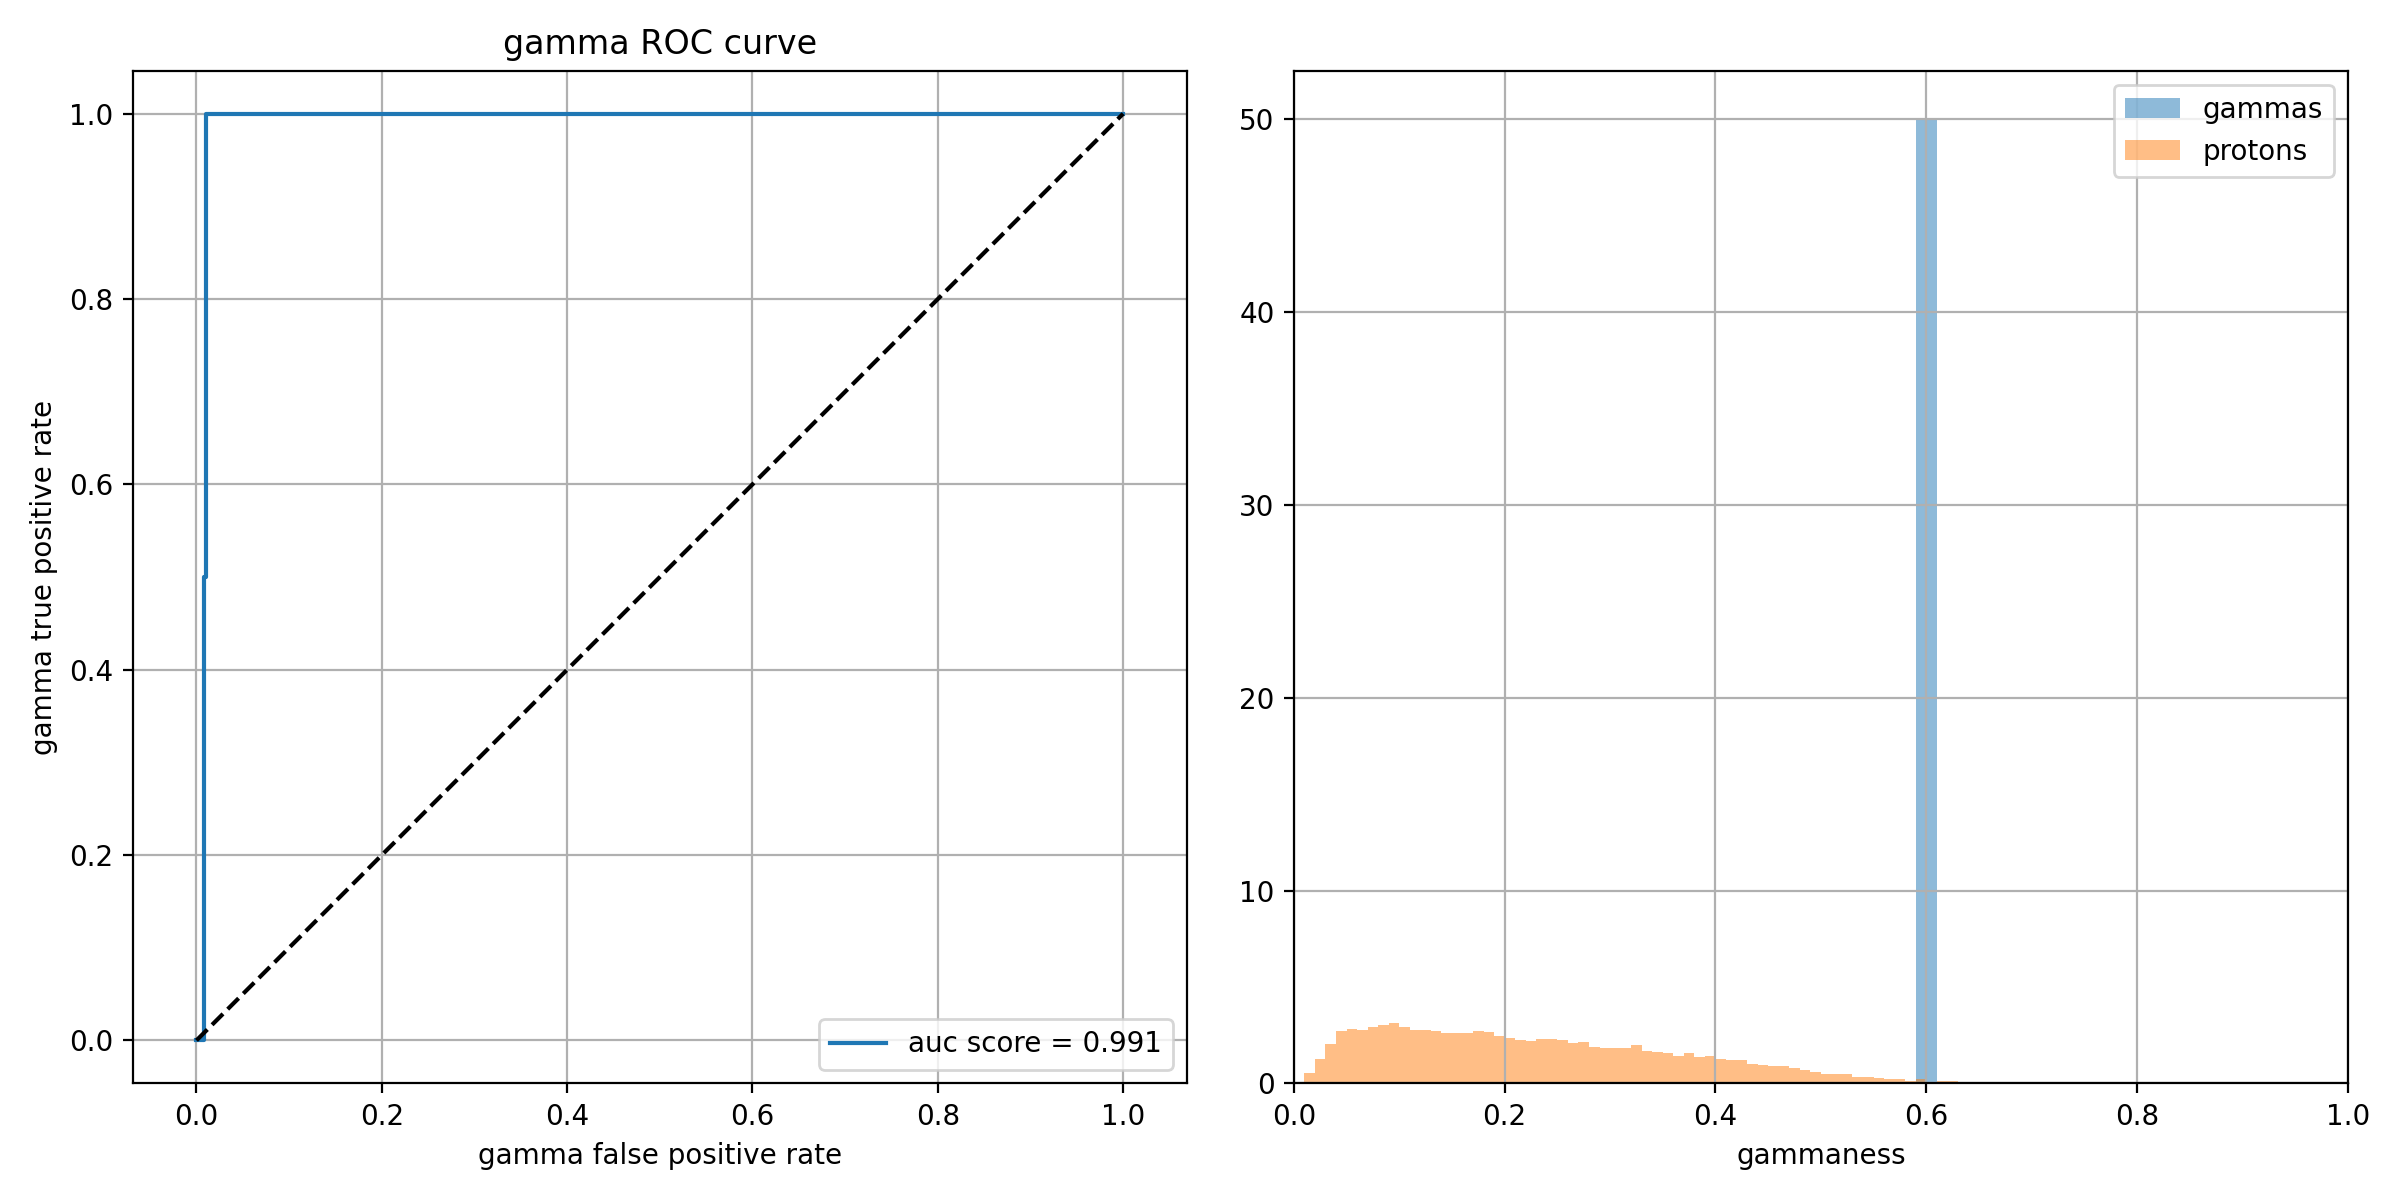 gamma ROC curve
1.0
0.8
0.6
0.4
0.2
0.0
gamma true positive rate
0.0 0.2 0.4 0.6 0.8 1.0
gamma false positive rate
auc score = 0.991
50
40
30
20
10
0
0.0 0.2 0.4 0.6 0.8 1.0
gammaness
gammas
protons